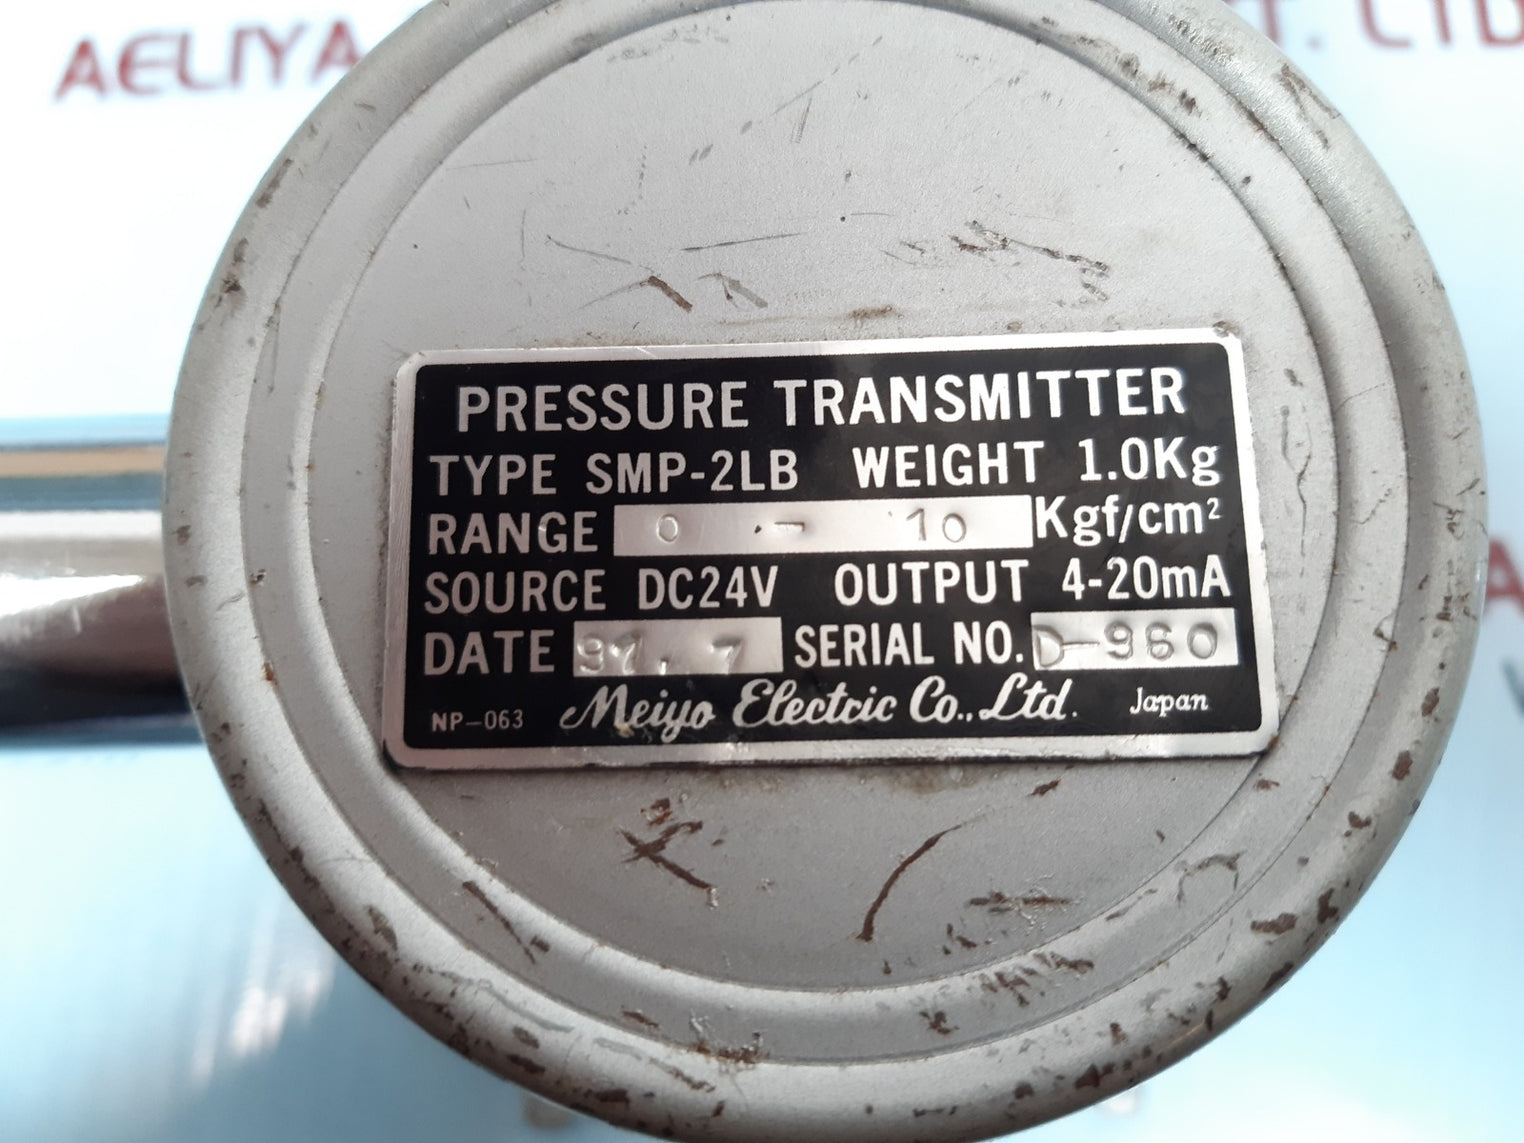 AELIYA T. LTD
PRESSURE TRANSMITTER
TYPE SMP-2LB WEIGHT 1.0Kg
RANGE 0 - 10 Kgf/cm²
SOURCE DC24V OUTPUT 4-20mA
DATE 97. 7 SERIAL NO. D-960
NP-063 Meiyo Electric Co., Ltd. Japan